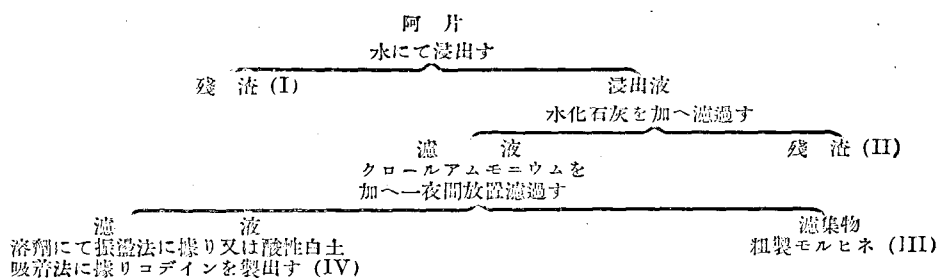 阿片
水にて浸出す
残渣 (I)
浸出液
水化石灰を加へ濾過す
濾液
残渣 (II)
クロールアムモニウムを
加へ一夜間放置濾過す
濾液
濾集物
溶劑にて振盪法に據り又は酸性白土
粗製モルヒネ (III)
吸着法に據りコデインを製出す (IV)